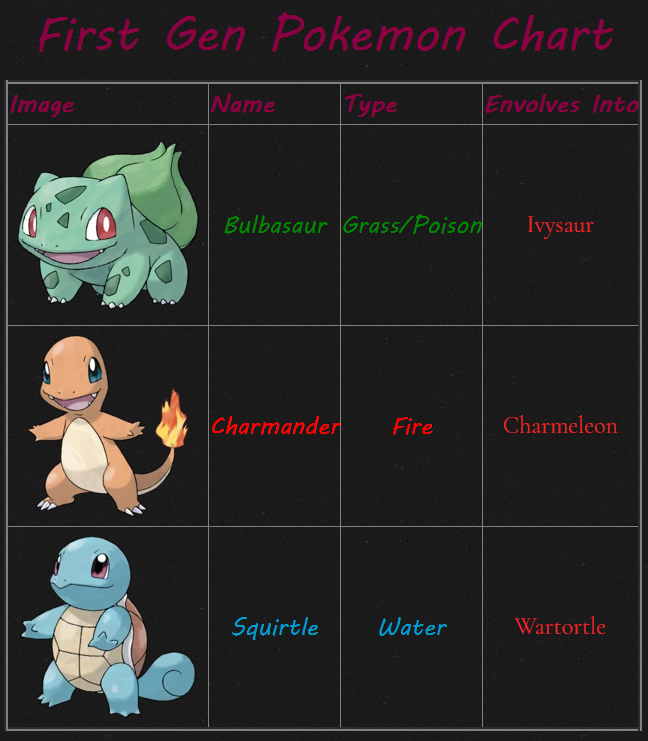 First Gen Pokemon Chart
Image Name Type Envolves Into
Bulbasaur Grass/Poison Ivysaur
Charmander Fire Charmeleon
Squirtle Water Wartortle